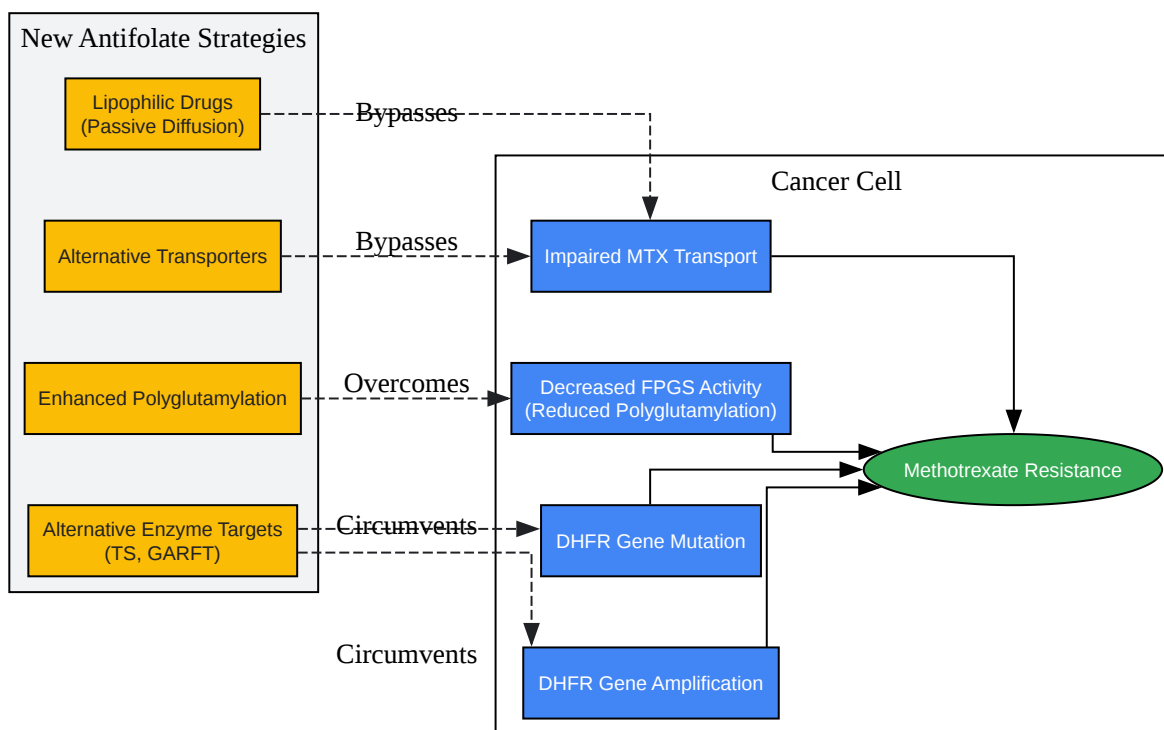 New Antifolate Strategies
Lipophilic Drugs
(Passive Diffusion)
Bypasses
Cancer Cell
Alternative Transporters
Bypasses
Impaired MTX Transport
Enhanced Polyglutamylation
Overcomes
Decreased FPGS Activity
(Reduced Polyglutamylation)
Methotrexate Resistance
Alternative Enzyme Targets
(TS, GARFT)
Circumvents
DHFR Gene Mutation
Circumvents
DHFR Gene Amplification